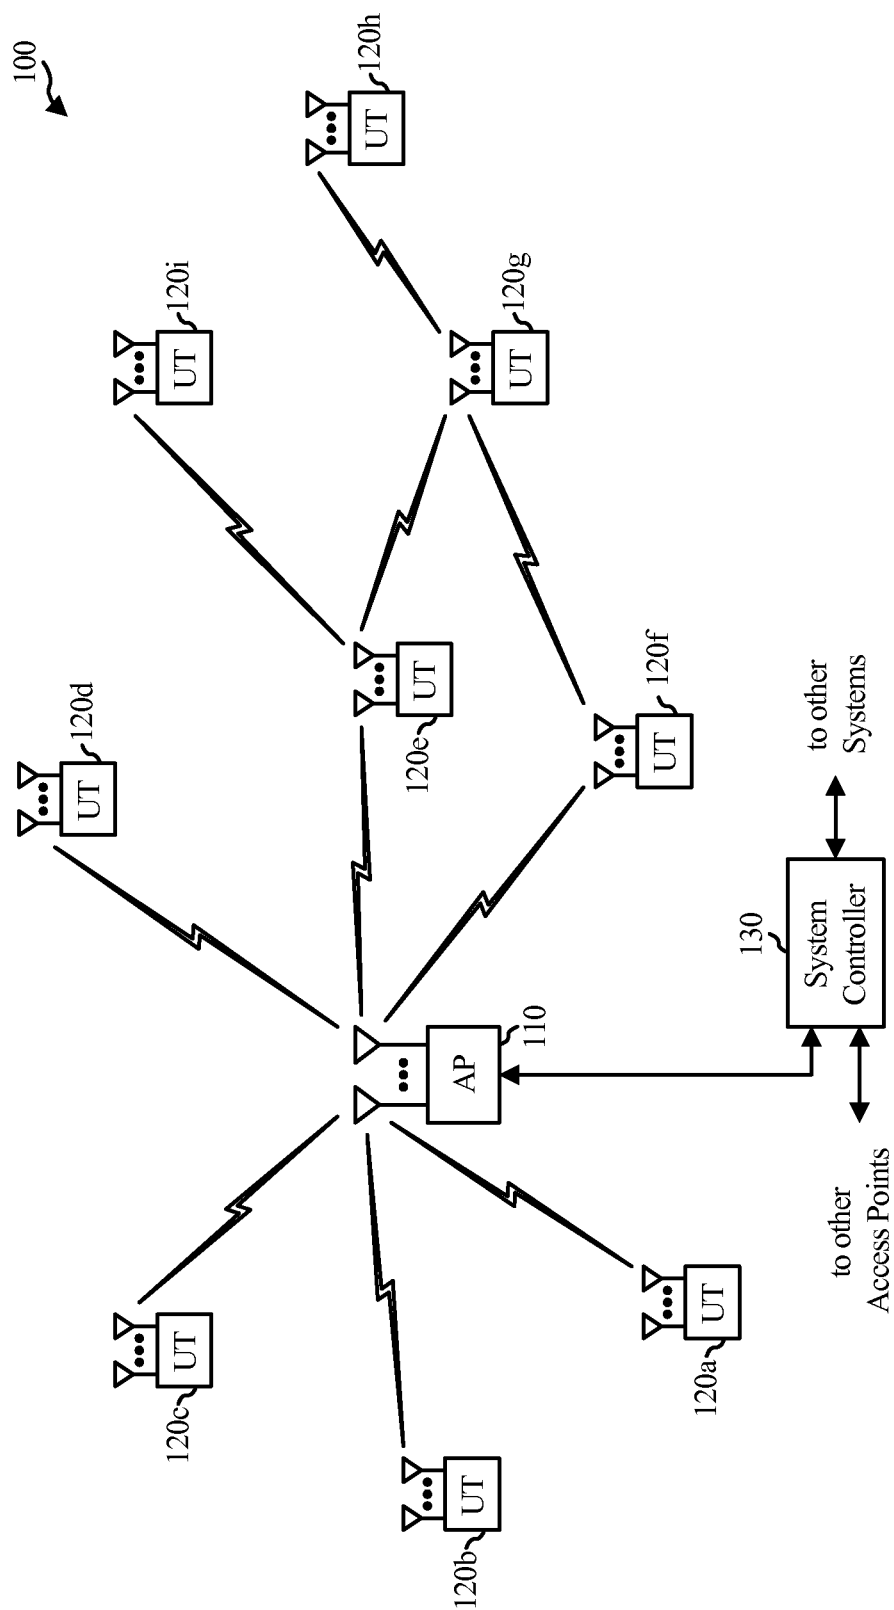 100
UT
120d
UT
120i
UT
120h
UT
120c
UT
120e
UT
120g
UT
120b
AP
110
UT
120f
UT
120a
130
System
Controller
to other
Access Points
to other
Systems